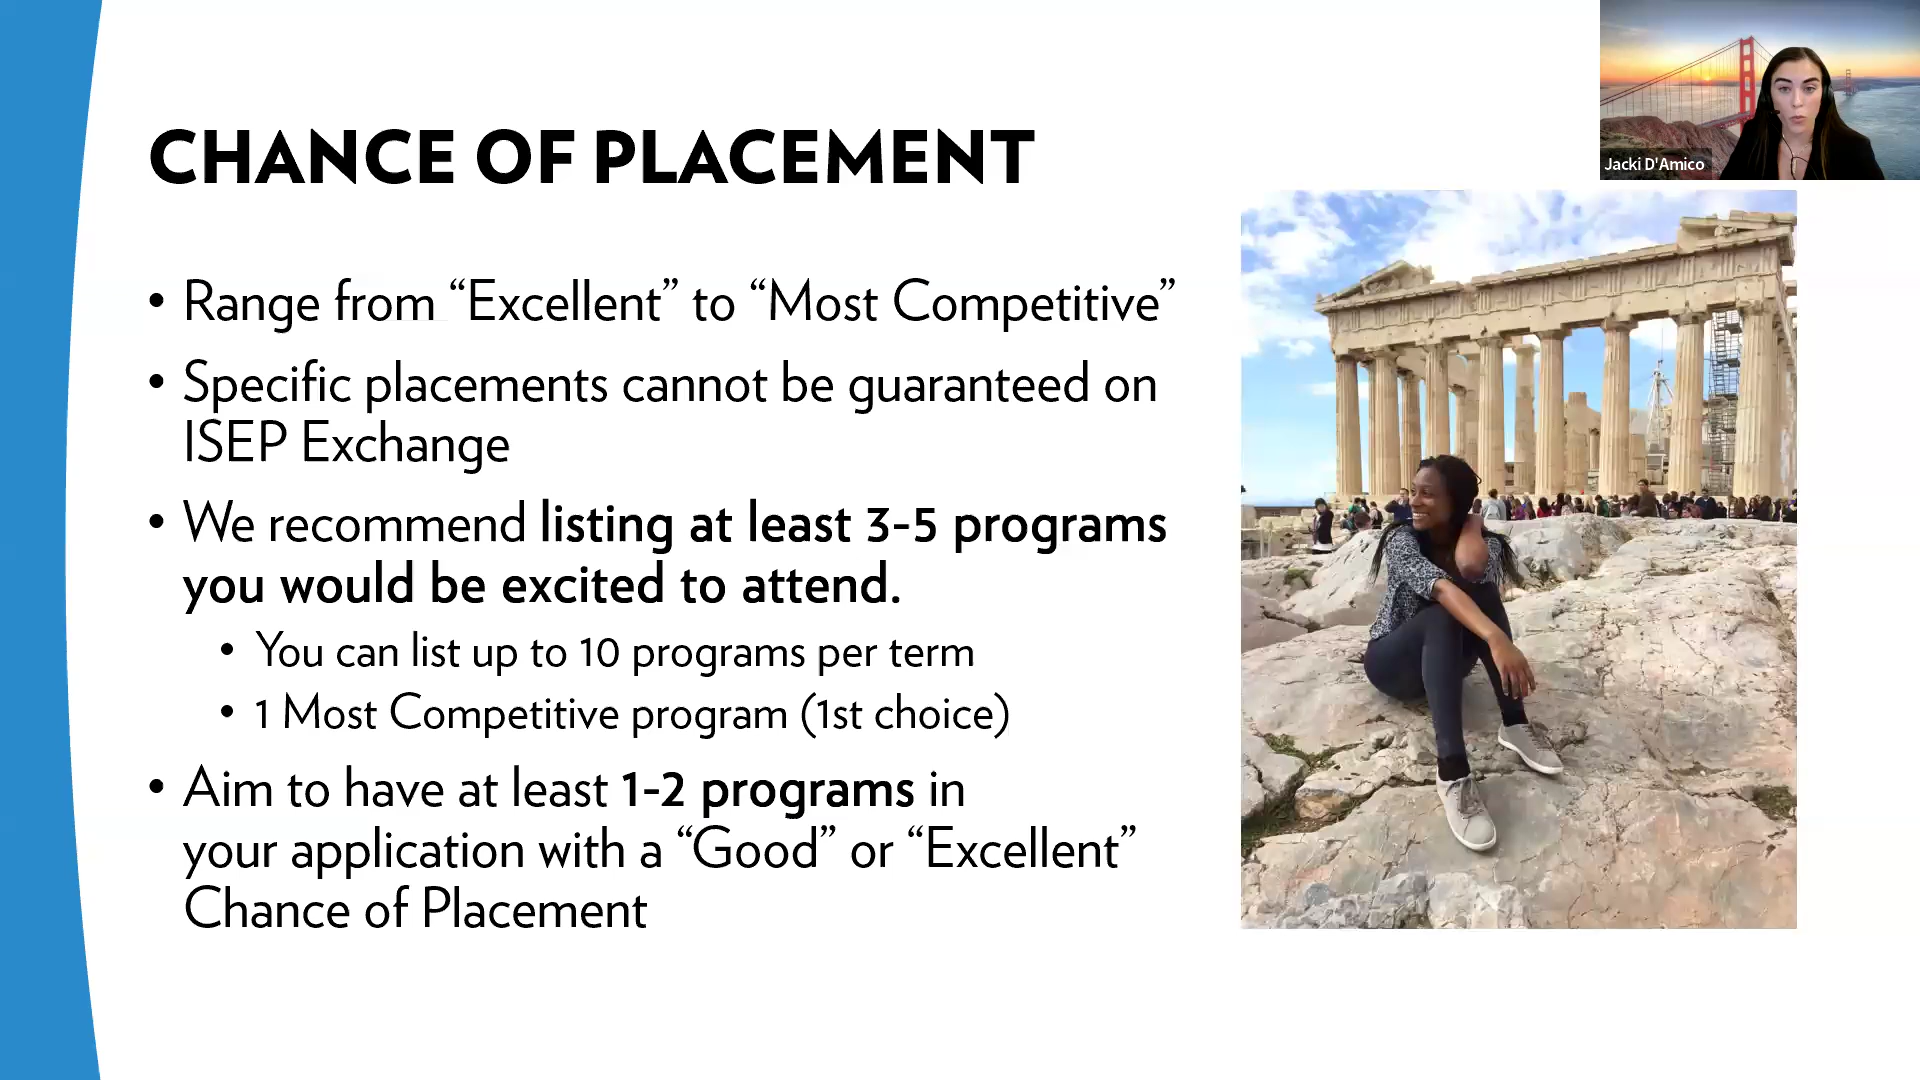 Jacki D'Amico
CHANCE OF PLACEMENT
• Range from “Excellent” to “Most Competitive”
• Specific placements cannot be guaranteed on
ISEP Exchange
• We recommend listing at least 3-5 programs
you would be excited to attend.
• You can list up to 10 programs per term
• 1 Most Competitive program (1st choice)
• Aim to have at least 1-2 programs in
your application with a “Good” or “Excellent”
Chance of Placement